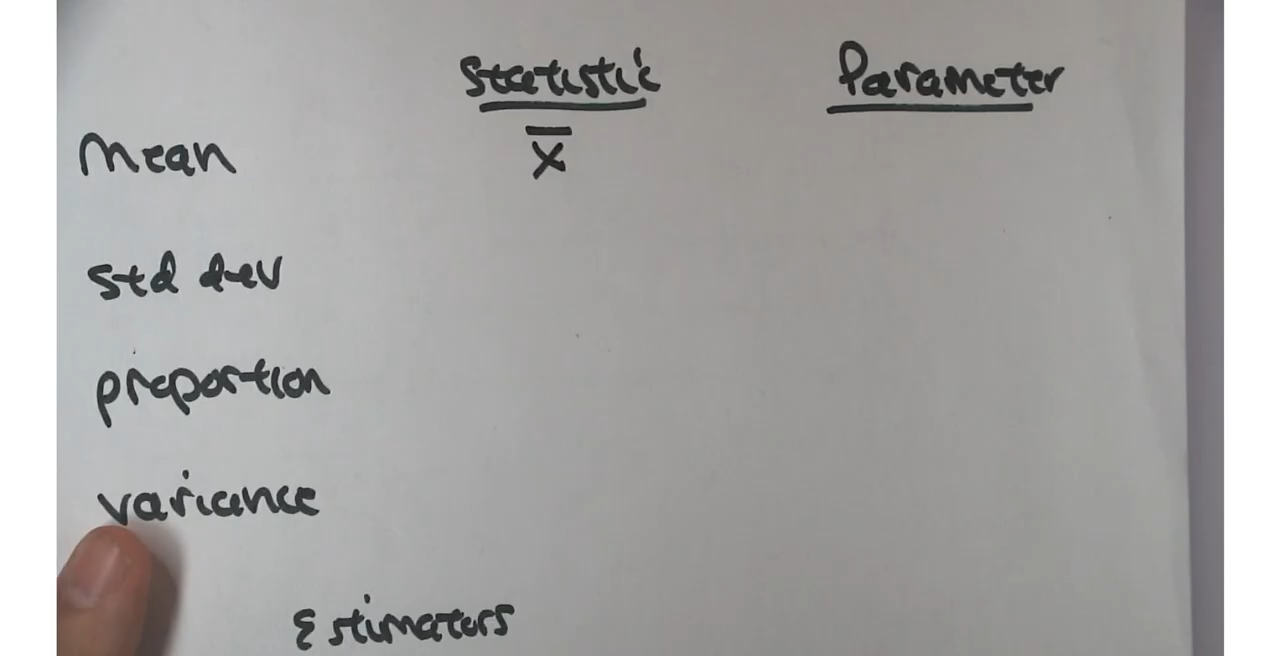 Statistic Parameter
Mean x̄
std dev
proportion
variance
Estimators